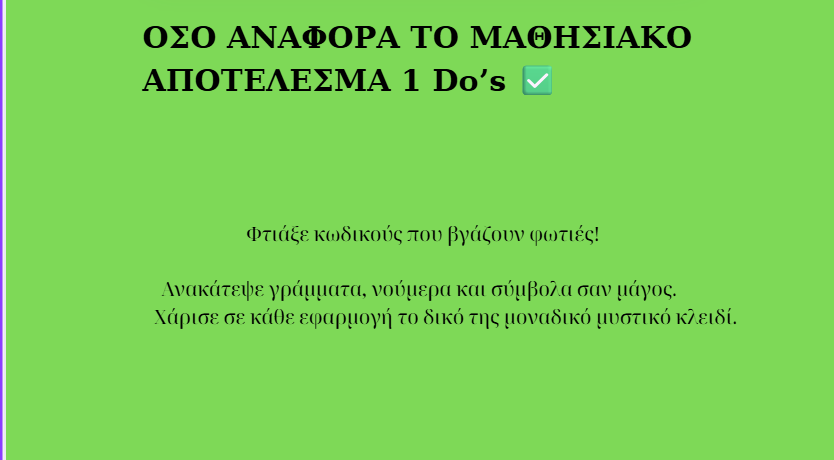 ΟΣΟ ΑΝΑΦΟΡΑ ΤΟ ΜΑΘΗΣΙΑΚΟ
ΑΠΟΤΕΛΕΣΜΑ 1 Do’s ✅
Φτιάξε κωδικούς που βγάζουν φωτιές!
Ανακάτεψε γράμματα, νούμερα και σύμβολα σαν μάγος.
Χάρισε σε κάθε εφαρμογή το δικό της μοναδικό μυστικό κλειδί.